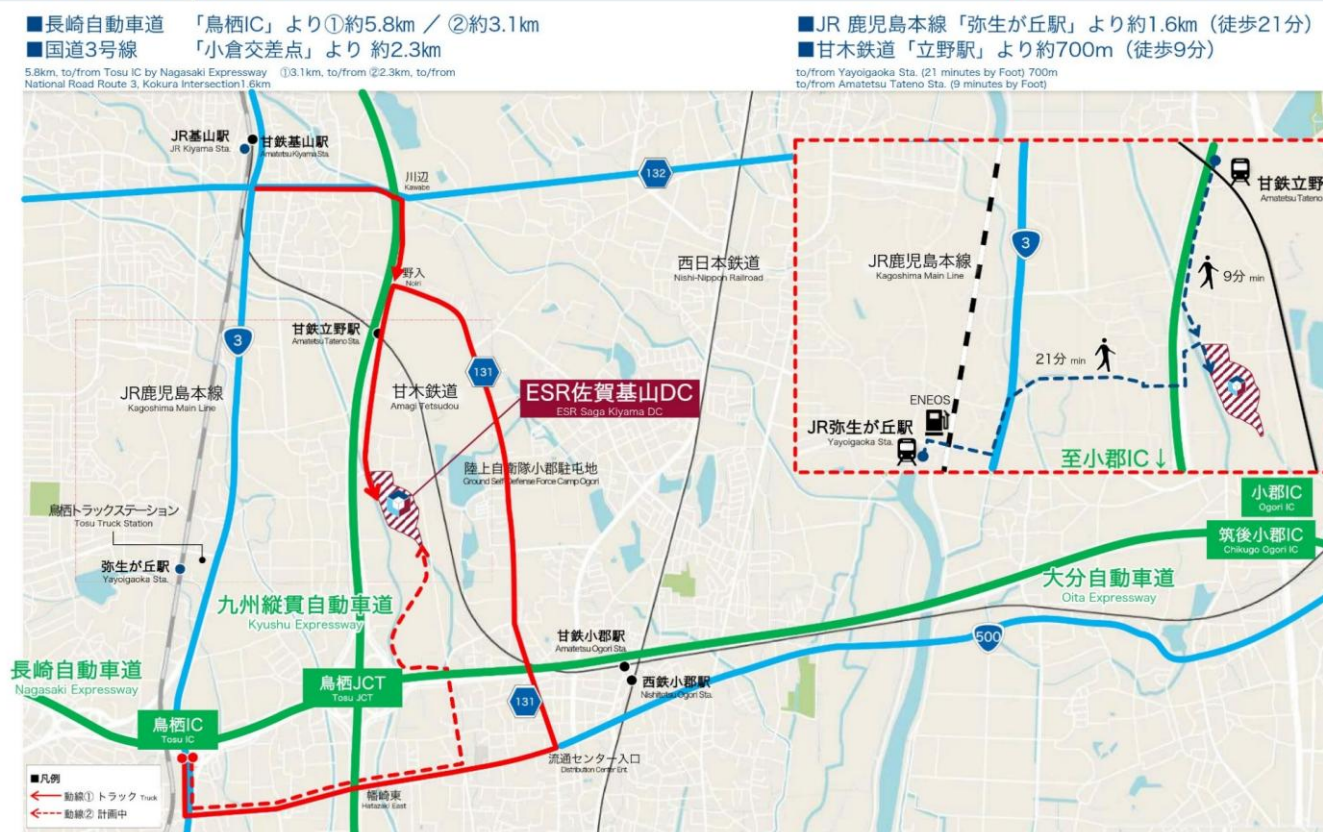 ■長崎自動車道 「鳥栖IC」より①約5.8km / ②約3.1km
■国道3号線 「小倉交差点」より 約2.3km
5.8km, to/from Tosu IC by Nagasaki Expressway ①3.1km, to/from ②2.3km, to/from
National Road Route 3, Kokura Intersection1.6km
■JR 鹿児島本線「弥生が丘駅」より約1.6km（徒歩21分）
■甘木鉄道「立野駅」より約700m（徒歩9分）
to/from Yayoigaoka Sta. (21 minutes by Foot) 700m
to/from Amatetsu Tateno Sta. (9 minutes by Foot)
JR基山駅
JR Kiyama Sta.
甘鉄基山駅
Amatetsu Kiyama Sta.
川辺
Kawabe
132
野入
Noiri
西日本鉄道
Nishi-Nippon Railroad
甘鉄立野駅
Amatetsu Tateno Sta.
3
131
JR鹿児島本線
Kagoshima Main Line
甘木鉄道
Amagi Tetsudou
ESR佐賀基山DC
ESR Saga Kiyama DC
陸上自衛隊小郡駐屯地
Ground Self Defense Force Camp Ogori
鳥栖トラックステーション
Tosu Truck Station
弥生が丘駅
Yayoigaoka Sta.
九州縦貫自動車道
Kyushu Expressway
長崎自動車道
Nagasaki Expressway
鳥栖IC
Tosu IC
鳥栖JCT
Tosu JCT
131
甘鉄小郡駅
Amatetsu Ogori Sta.
西鉄小郡駅
Nishitetsu Ogori Sta.
500
大分自動車道
Oita Expressway
小郡IC
Ogori IC
筑後小郡IC
Chikugo Ogori IC
流通センター入口
Distribution Center Ent.
幡崎東
Hatazaki East
■凡例
動線① トラック Truck
動線② 計画中
甘鉄立野
Amatetsu Tateno
JR鹿児島本線
Kagoshima Main Line
3
9分 min
21分 min
ENEOS
JR弥生が丘駅
Yayoigaoka Sta.
至小郡IC↓